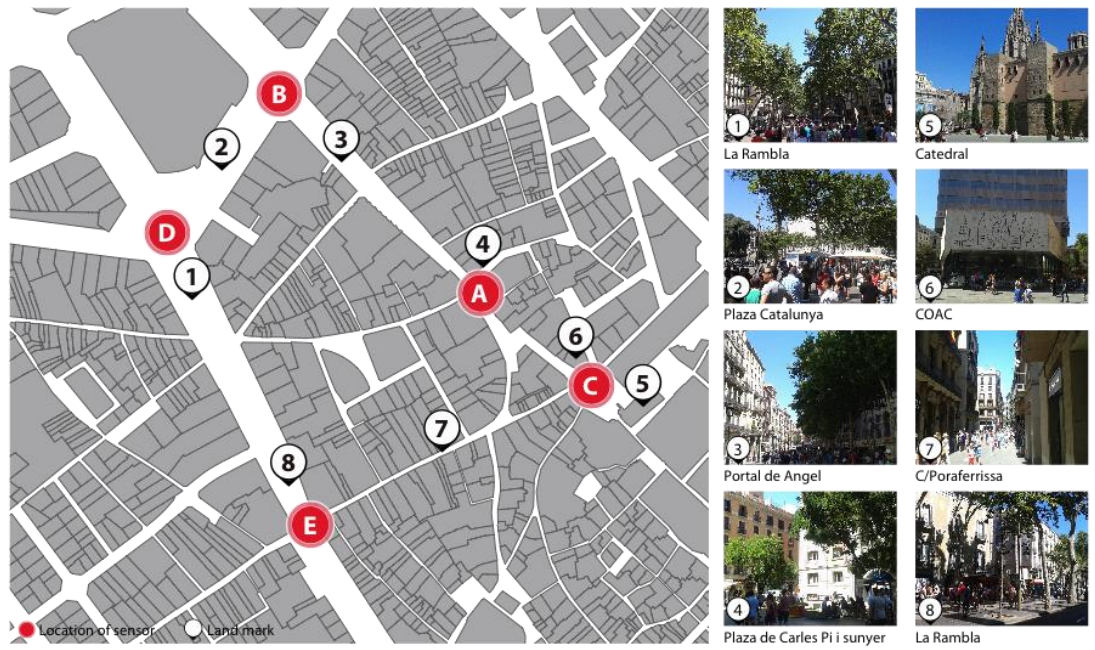 B
3
2
D
4
1
A
6
C
5
7
8
E
Location of sensor
Land mark
1
La Rambla
5
Catedral
2
Plaza Catalunya
6
COAC
3
Portal de Angel
7
C/Poraferrissa
4
Plaza de Carles Pi i sunyer
8
La Rambla